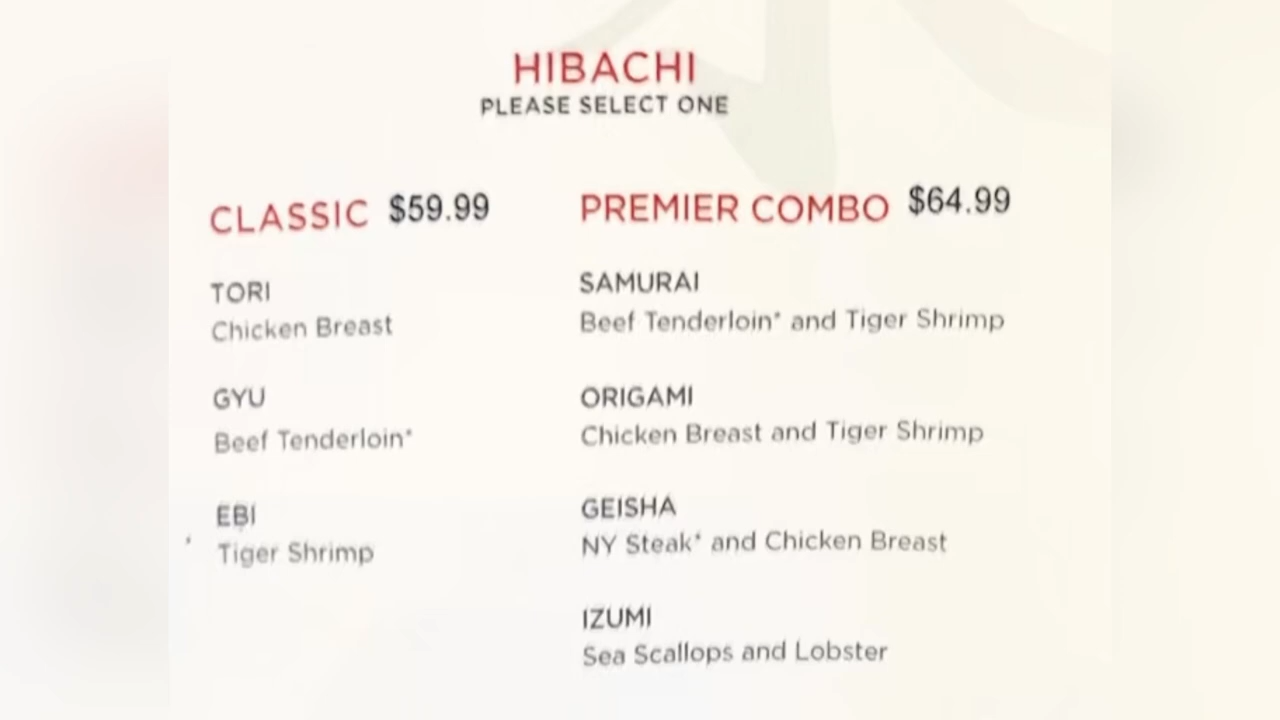 HIBACHI
PLEASE SELECT ONE
CLASSIC $59.99
TORI
Chicken Breast
GYU
Beef Tenderloin*
EBI
Tiger Shrimp
PREMIER COMBO $64.99
SAMURAI
Beef Tenderloin* and Tiger Shrimp
ORIGAMI
Chicken Breast and Tiger Shrimp
GEISHA
NY Steak* and Chicken Breast
IZUMI
Sea Scallops and Lobster